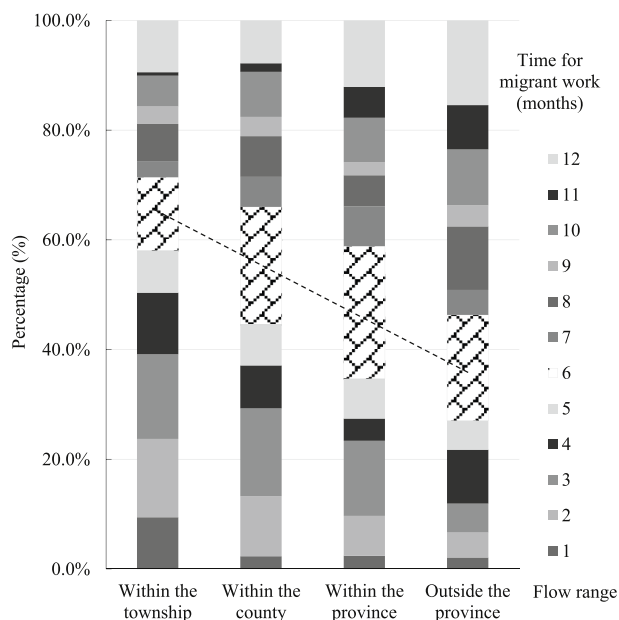 100.0%
80.0%
60.0%
40.0%
20.0%
0.0%
Percentage (%)
Within the
township
Within the
county
Within the
province
Outside the
province
Flow range
Time for
migrant work
(months)
12
11
10
9
8
7
6
5
4
3
2
1